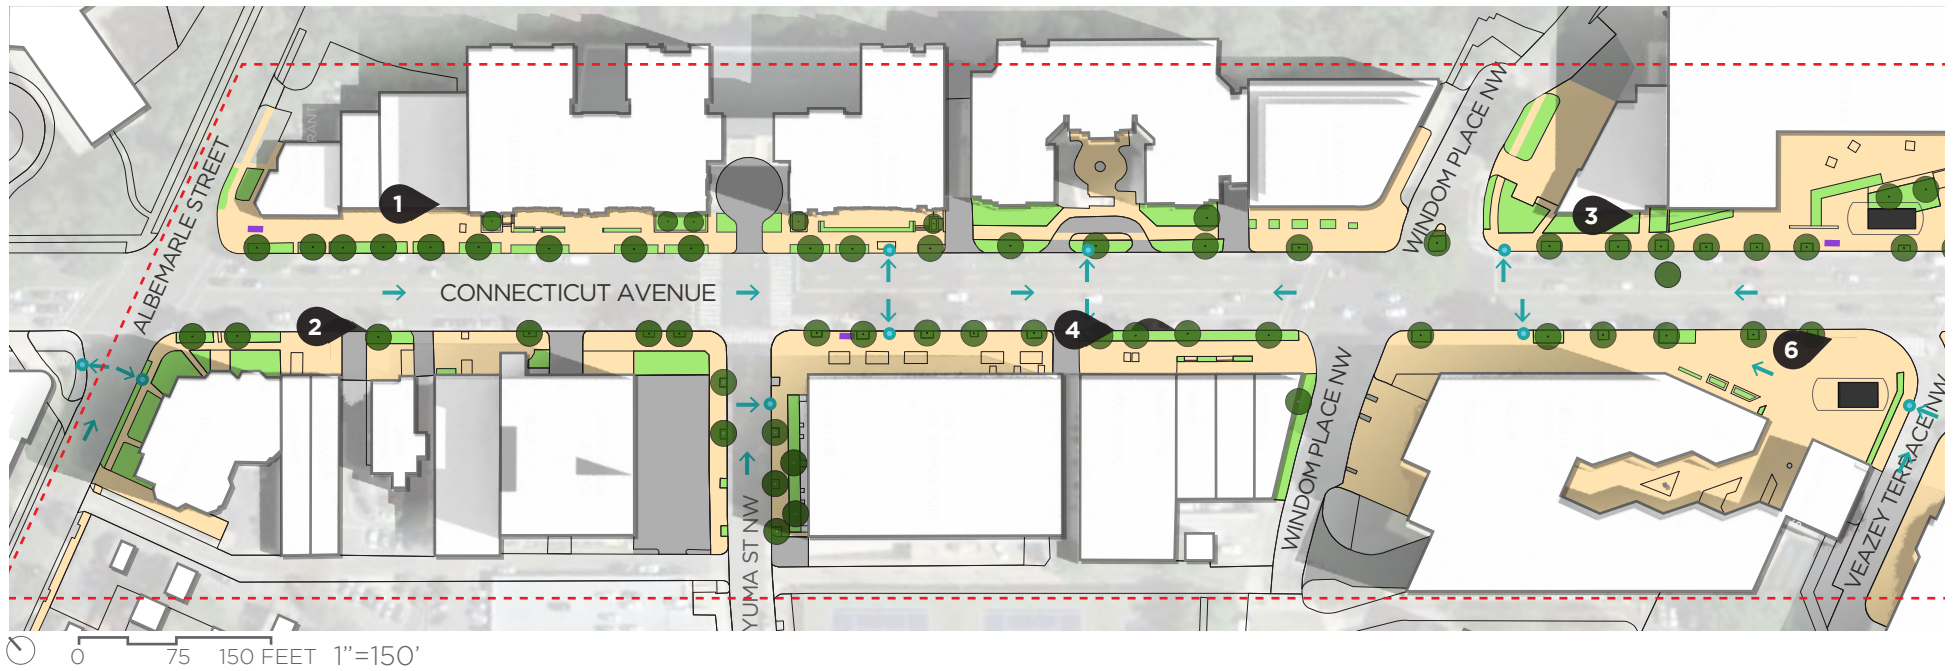 ALBEMARLE STREET
RANT
1
WINDOM PLACE NW
3
CONNECTICUT AVENUE
2
4
6
WINDOM PLACE NW
VEAZEY TERRACE NW
YUMA ST NW
0 75 150 FEET 1"=150'